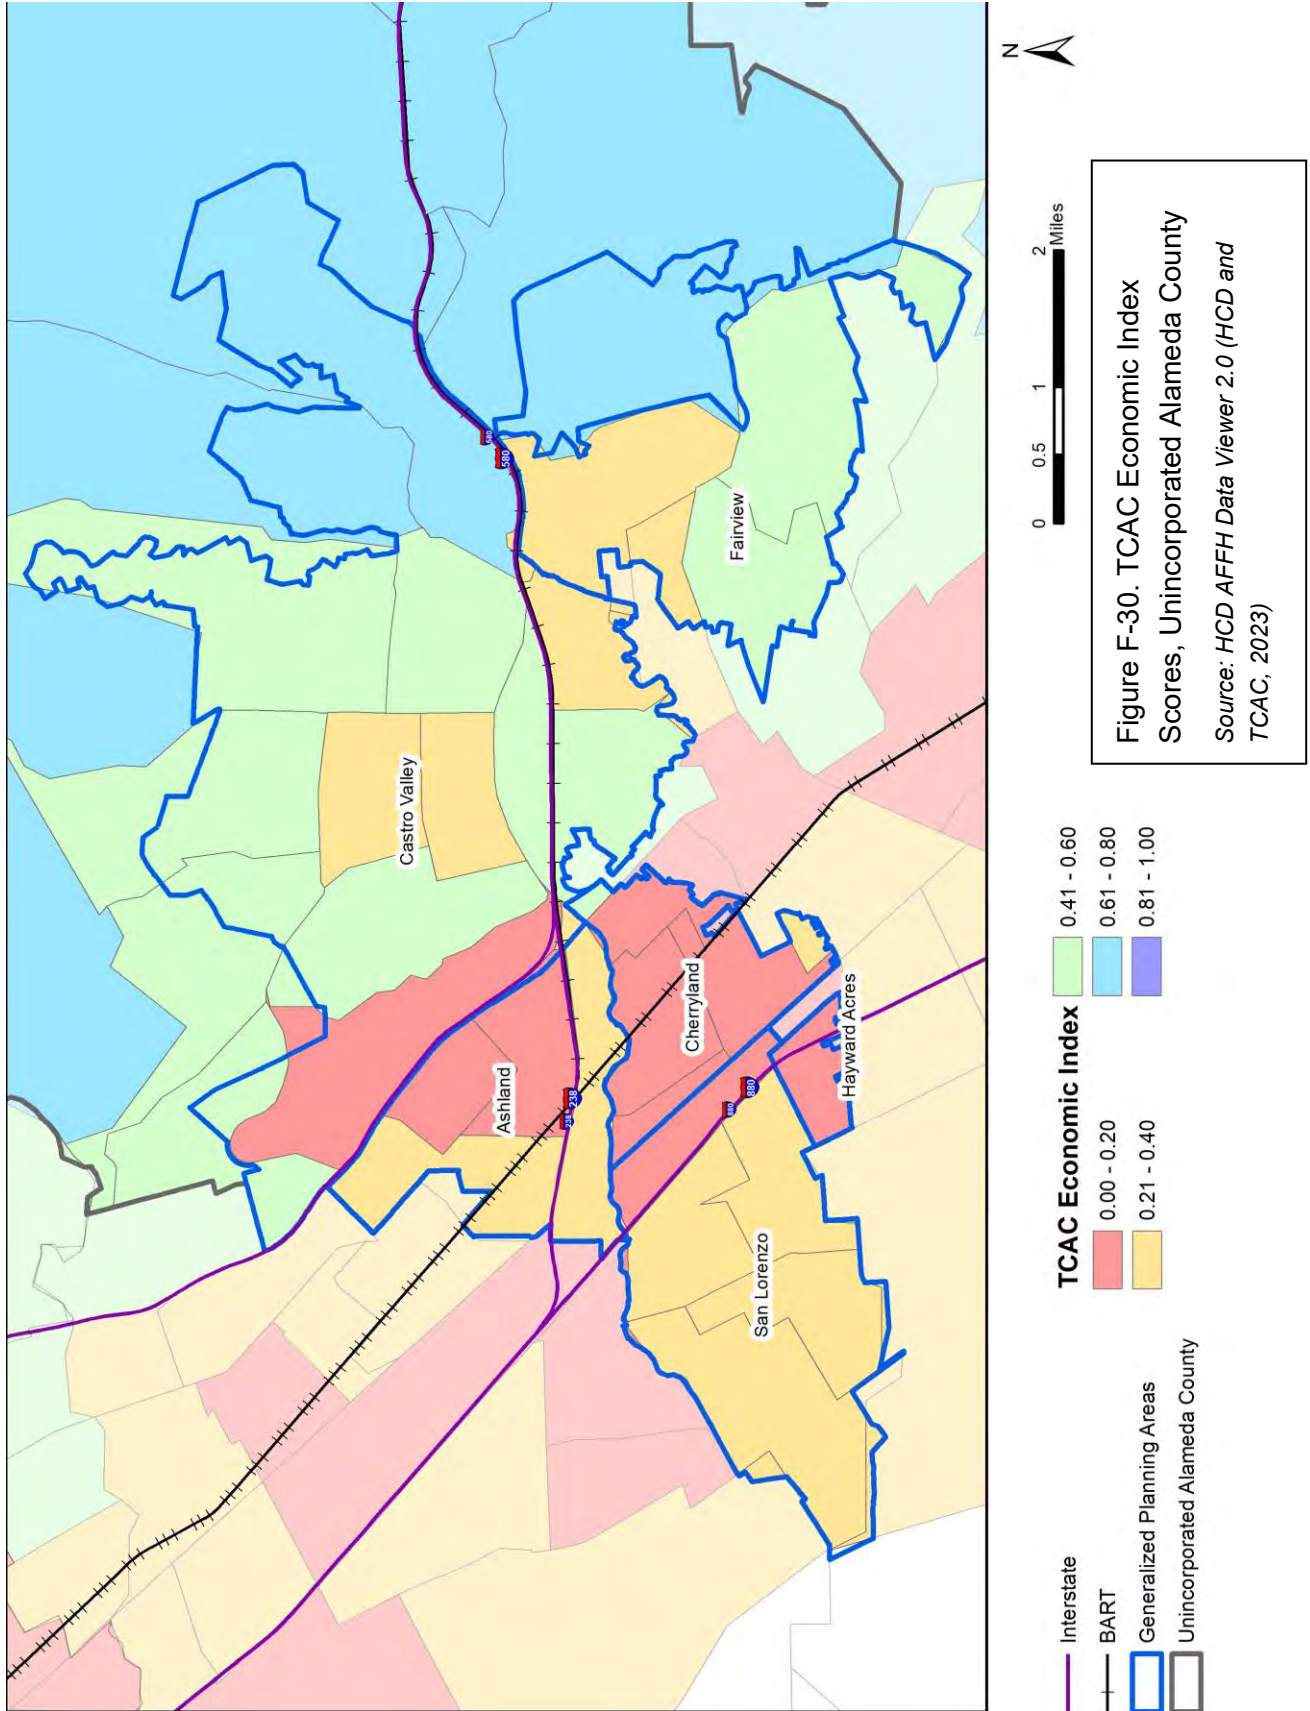 Castro Valley
Fairview
Ashland
Cherryland
Hayward Acres
San Lorenzo
580
238
880
N
0 0.5 1 2
Miles
Interstate
BART
Generalized Planning Areas
Unincorporated Alameda County
TCAC Economic Index
0.00 - 0.20
0.21 - 0.40
0.41 - 0.60
0.61 - 0.80
0.81 - 1.00
Figure F-30. TCAC Economic Index
Scores, Unincorporated Alameda County
Source: HCD AFFH Data Viewer 2.0 (HCD and
TCAC, 2023)